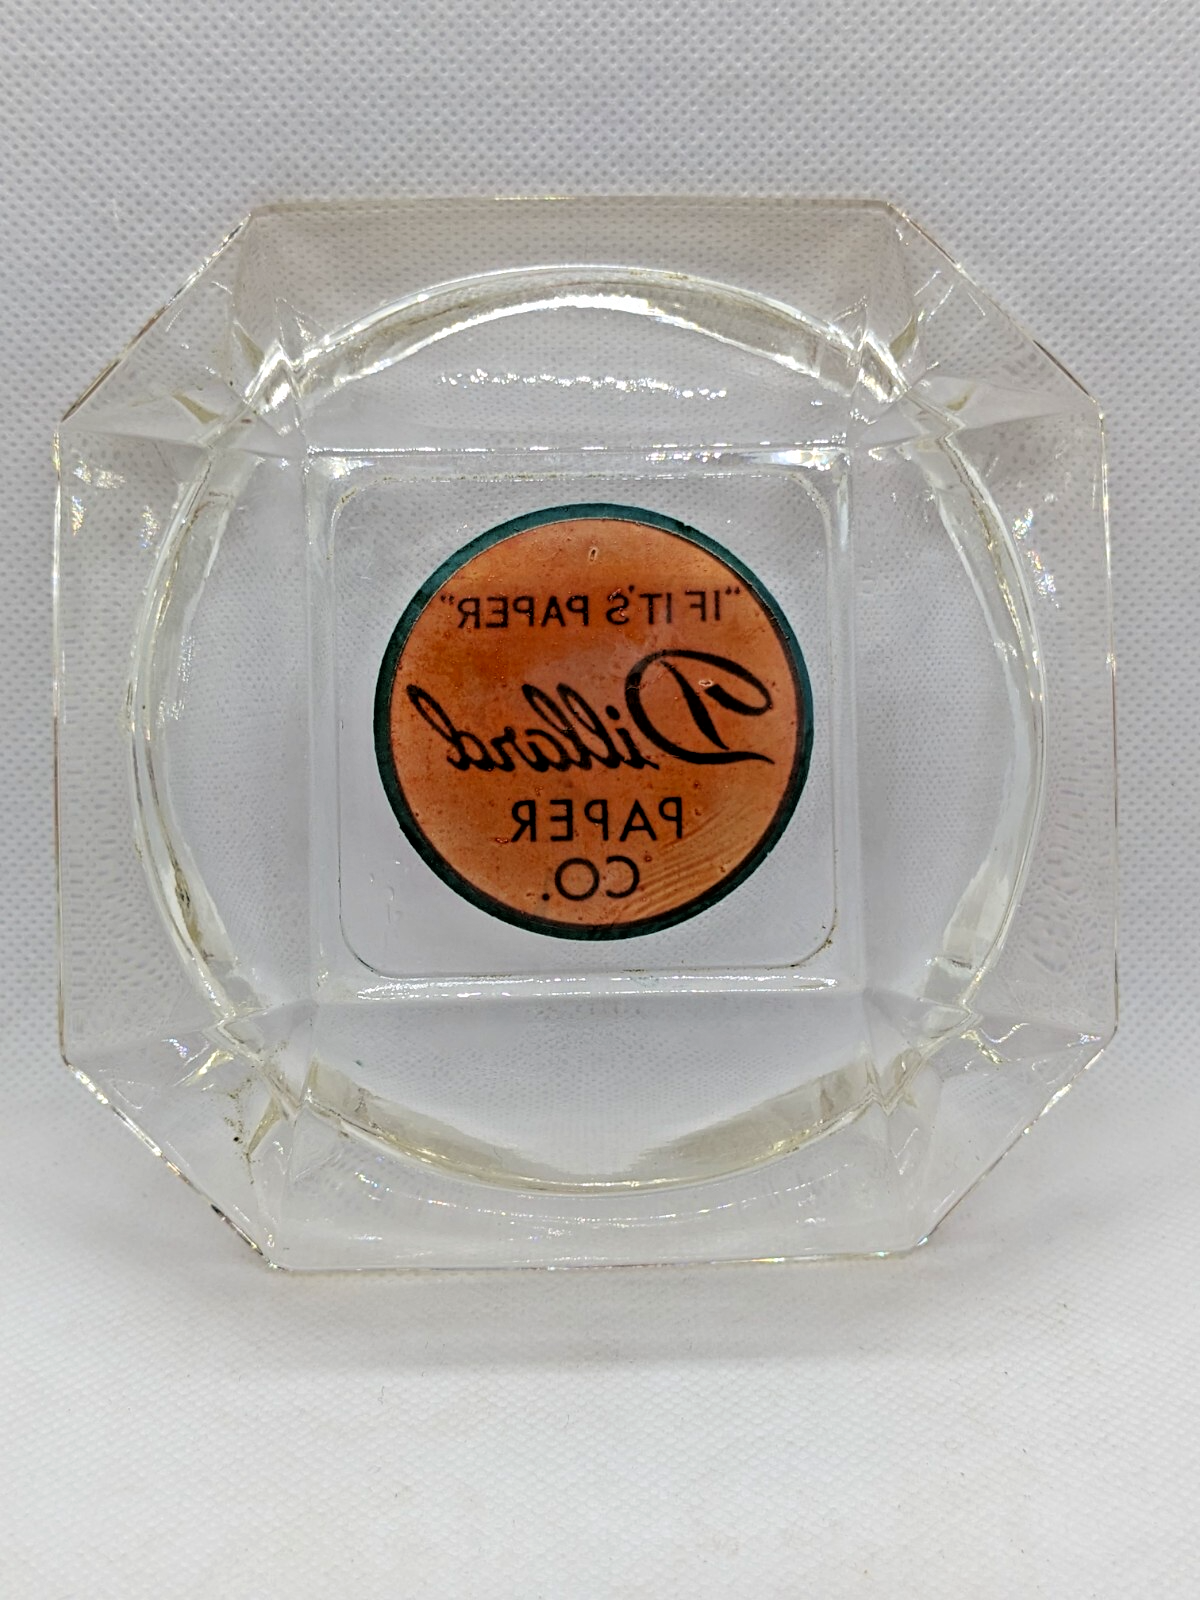 "IF IT'S PAPER"
Dillard
PAPER
CO.